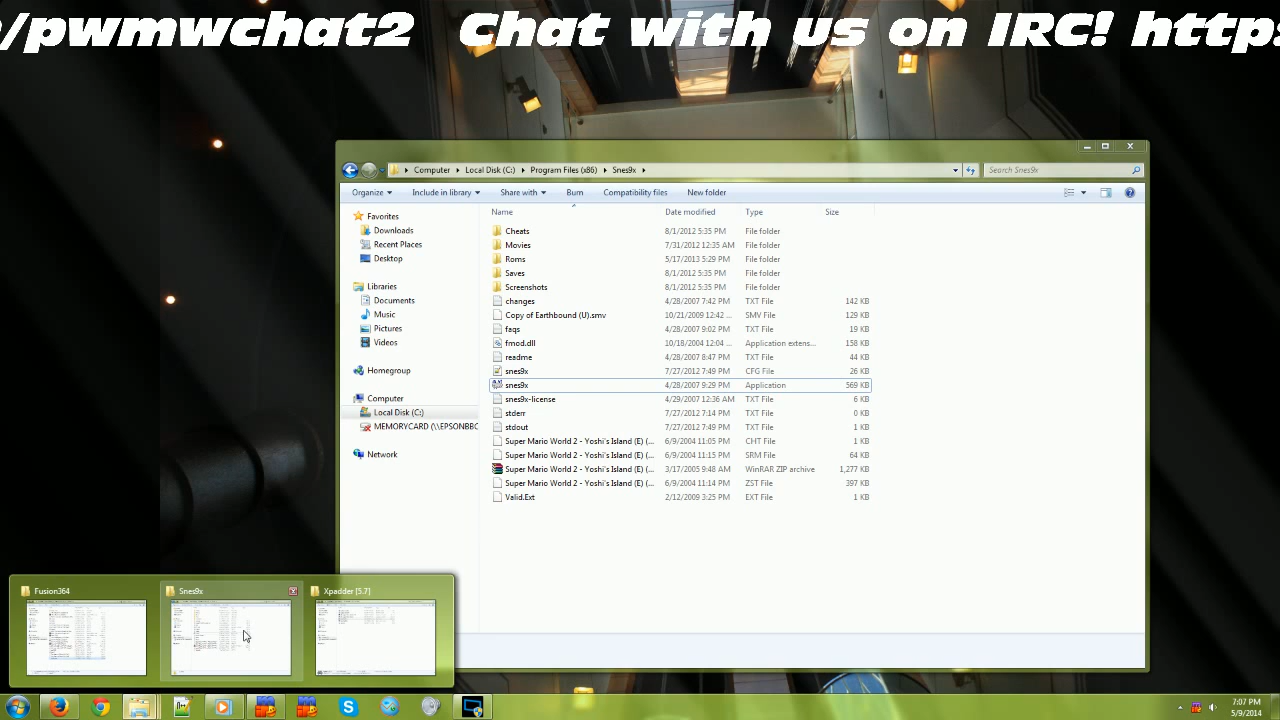 /pwmwchat2 Chat with us on IRC! https
Computer Local Disk (C:) Program Files (x86) Snes9x
Search Snes9x
Organize Include in library Share with Burn Compatibility files New folder
Name Date modified Type Size
Favorites
Downloads
Recent Places
Desktop
Libraries
Documents
Music
Pictures
Videos
Homegroup
Computer
Local Disk (C:)
MEMORYCARD (\\EPSONBBC
Network
Cheats 8/1/2012 5:35 PM File folder
Movies 7/31/2012 12:35 AM File folder
Roms 5/17/2013 5:29 PM File folder
Saves 8/1/2012 5:35 PM File folder
Screenshots 8/1/2012 5:35 PM File folder
changes 4/28/2007 7:42 PM TXT File 142 KB
Copy of Earthbound (U).smv 10/21/2009 12:42 ... SMV File 129 KB
faqs 4/28/2007 9:02 PM TXT File 19 KB
fmod.dll 10/18/2004 12:04 ... Application extens... 158 KB
readme 4/28/2007 8:47 PM TXT File 44 KB
snes9x 7/27/2012 7:49 PM CFG File 26 KB
snes9x 4/28/2007 9:29 PM Application 569 KB
snes9x-license 4/29/2007 12:36 AM TXT File 6 KB
stderr 7/27/2012 7:14 PM TXT File 0 KB
stdout 7/27/2012 7:49 PM TXT File 1 KB
Super Mario World 2 - Yoshi's Island (E) (... 6/9/2004 11:05 PM CHT File 1 KB
Super Mario World 2 - Yoshi's Island (E) (... 6/9/2004 11:15 PM SRM File 64 KB
Super Mario World 2 - Yoshi's Island (E) (... 3/17/2005 9:48 AM WinRAR ZIP archive 1,277 KB
Super Mario World 2 - Yoshi's Island (E) (... 6/9/2004 11:14 PM ZST File 397 KB
Valid.Ext 2/12/2009 3:25 PM EXT File 1 KB
Fusion364 Snes9x Xpadder [5.7]
7:07 PM
5/9/2014